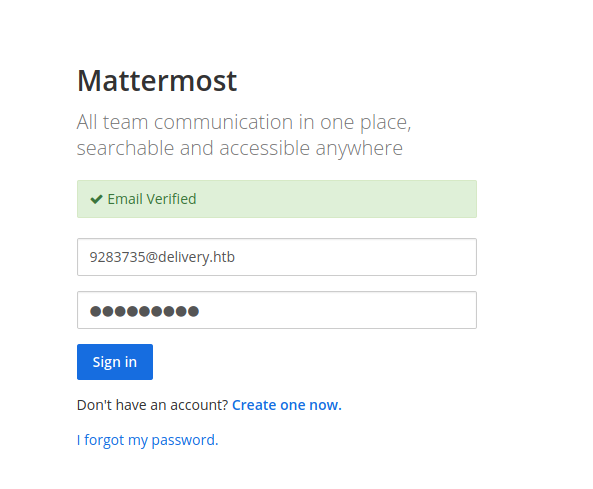 Mattermost
All team communication in one place,
searchable and accessible anywhere
✔ Email Verified
9283735@delivery.htb
●●●●●●●●●
Sign in
Don't have an account? Create one now.
I forgot my password.